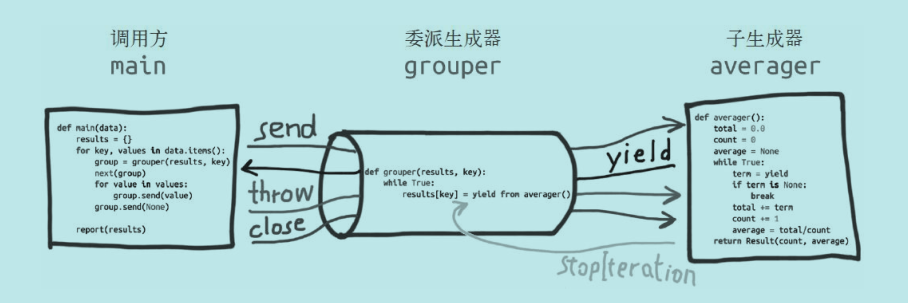 调用方
main
委派生成器
grouper
子生成器
averager
def main(data):
    results = {}
    for key, values in data.items():
        group = grouper(results, key)
        next(group)
        for value in values:
            group.send(value)
        group.send(None)

    report(results)
send
throw
close
def grouper(results, key):
    while True:
        results[key] = yield from averager()
yield
StopIteration
def averager():
    total = 0.0
    count = 0
    average = None
    while True:
        term = yield
        if term is None:
            break
        total += term
        count += 1
        average = total/count
    return Result(count, average)